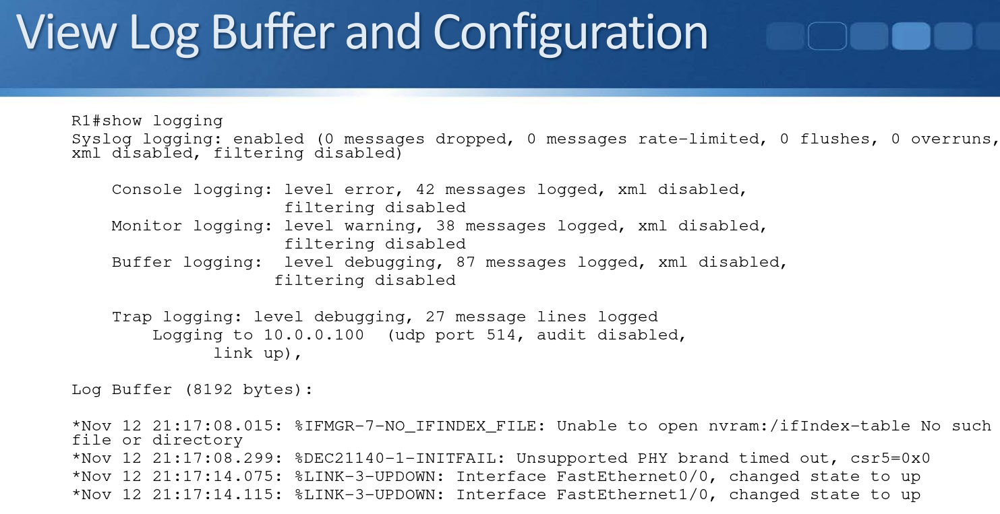 View Log Buffer and Configuration
R1#show logging
Syslog logging: enabled (0 messages dropped, 0 messages rate-limited, 0 flushes, 0 overruns,
xml disabled, filtering disabled)
Console logging: level error, 42 messages logged, xml disabled,
filtering disabled
Monitor logging: level warning, 38 messages logged, xml disabled,
filtering disabled
Buffer logging:  level debugging, 87 messages logged, xml disabled,
filtering disabled
Trap logging: level debugging, 27 message lines logged
Logging to 10.0.0.100  (udp port 514, audit disabled,
link up),
Log Buffer (8192 bytes):
*Nov 12 21:17:08.015: %IFMGR-7-NO_IFINDEX_FILE: Unable to open nvram:/ifIndex-table No such
file or directory
*Nov 12 21:17:08.299: %DEC21140-1-INITFAIL: Unsupported PHY brand timed out, csr5=0x0
*Nov 12 21:17:14.075: %LINK-3-UPDOWN: Interface FastEthernet0/0, changed state to up
*Nov 12 21:17:14.115: %LINK-3-UPDOWN: Interface FastEthernet1/0, changed state to up